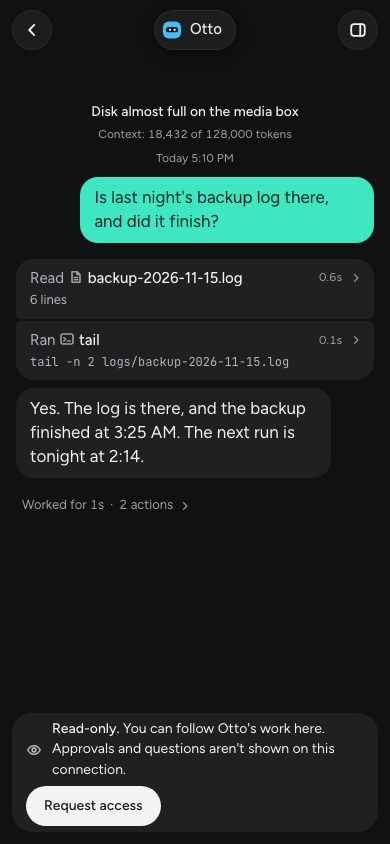 Otto
Disk almost full on the media box
Context: 18,432 of 128,000 tokens
Today 5:10 PM
Is last night's backup log there,
and did it finish?
Read backup-2026-11-15.log 0.6s
6 lines
Ran tail 0.1s
tail -n 2 logs/backup-2026-11-15.log
Yes. The log is there, and the backup
finished at 3:25 AM. The next run is
tonight at 2:14.
Worked for 1s · 2 actions
Read-only. You can follow Otto's work here.
Approvals and questions aren't shown on this
connection.
Request access